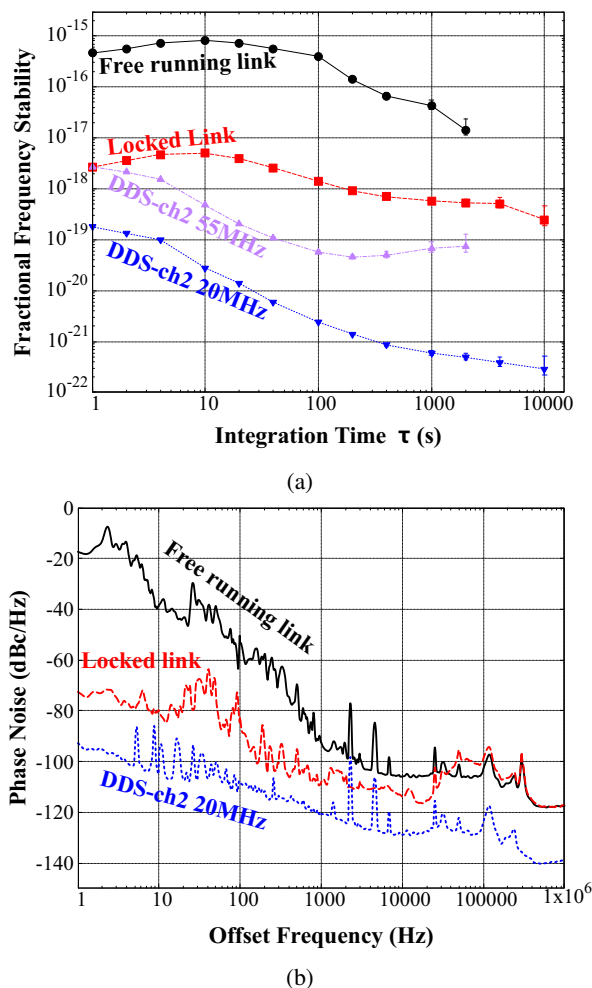 10^-15
10^-16
10^-17
10^-18
10^-19
10^-20
10^-21
10^-22
Fractional Frequency Stability
Free running link
Locked Link
DDS-ch2 55MHz
DDS-ch2 20MHz
1 10 100 1000 10000
Integration Time τ (s)
(a)
0
-20
-40
-60
-80
-100
-120
-140
Phase Noise (dBc/Hz)
Free running link
Locked link
DDS-ch2 20MHz
1 10 100 1000 10000 100000 1×10^6
Offset Frequency (Hz)
(b)